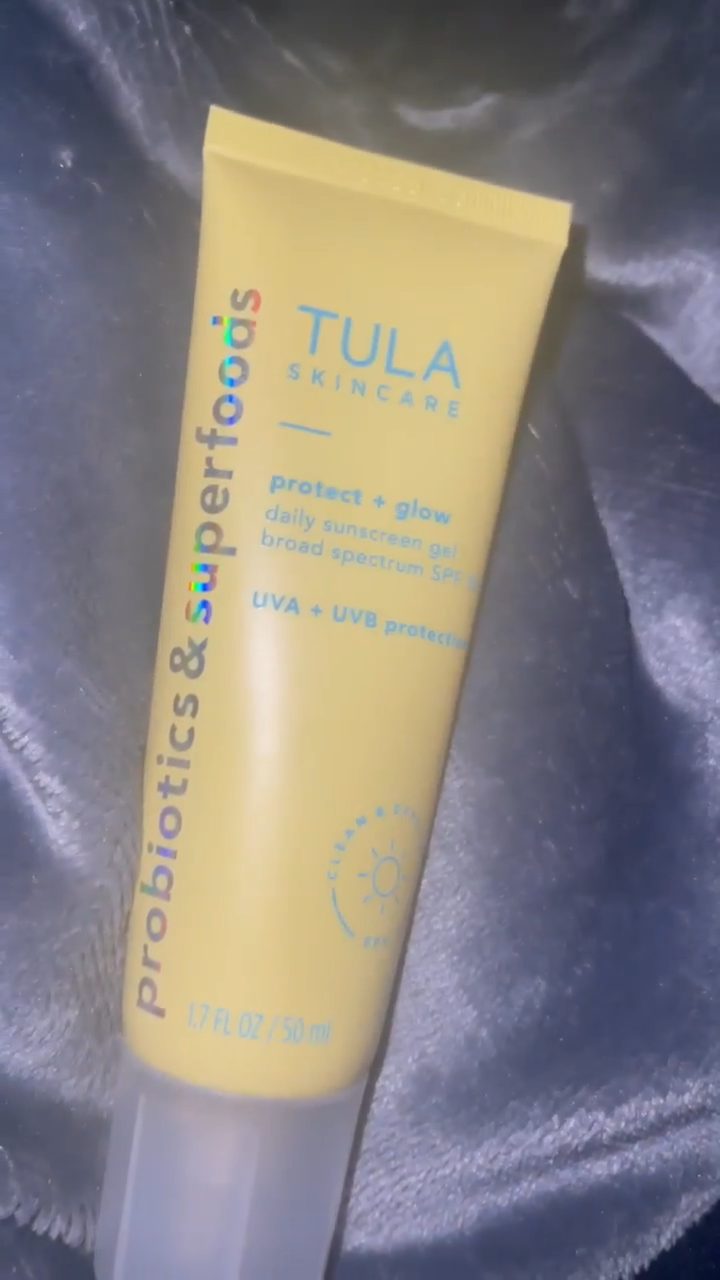 TULA
SKINCARE
protect + glow
daily sunscreen gel
broad spectrum SPF
UVA + UVB
probiotics & superfoods
CLEAN &
1.7 FL OZ / 50 ml